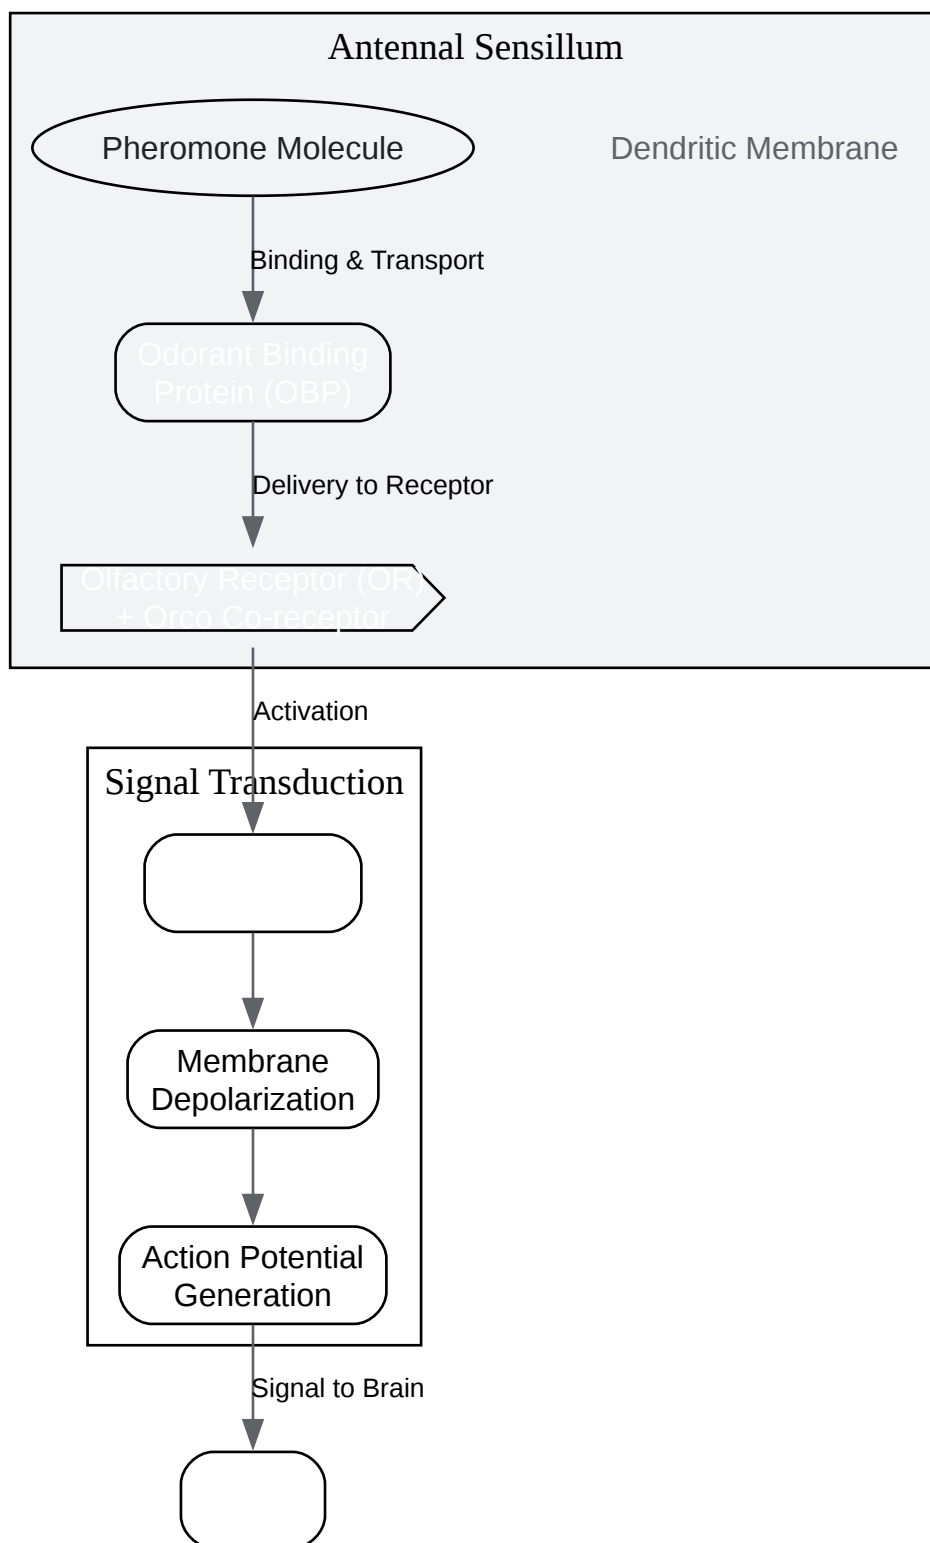 Antennal Sensillum
Pheromone Molecule
Dendritic Membrane
Binding & Transport
Odorant Binding
Protein (OBP)
Delivery to Receptor
Olfactory Receptor (OR)
+ Orco Co-receptor
Activation
Signal Transduction
Membrane
Depolarization
Action Potential
Generation
Signal to Brain